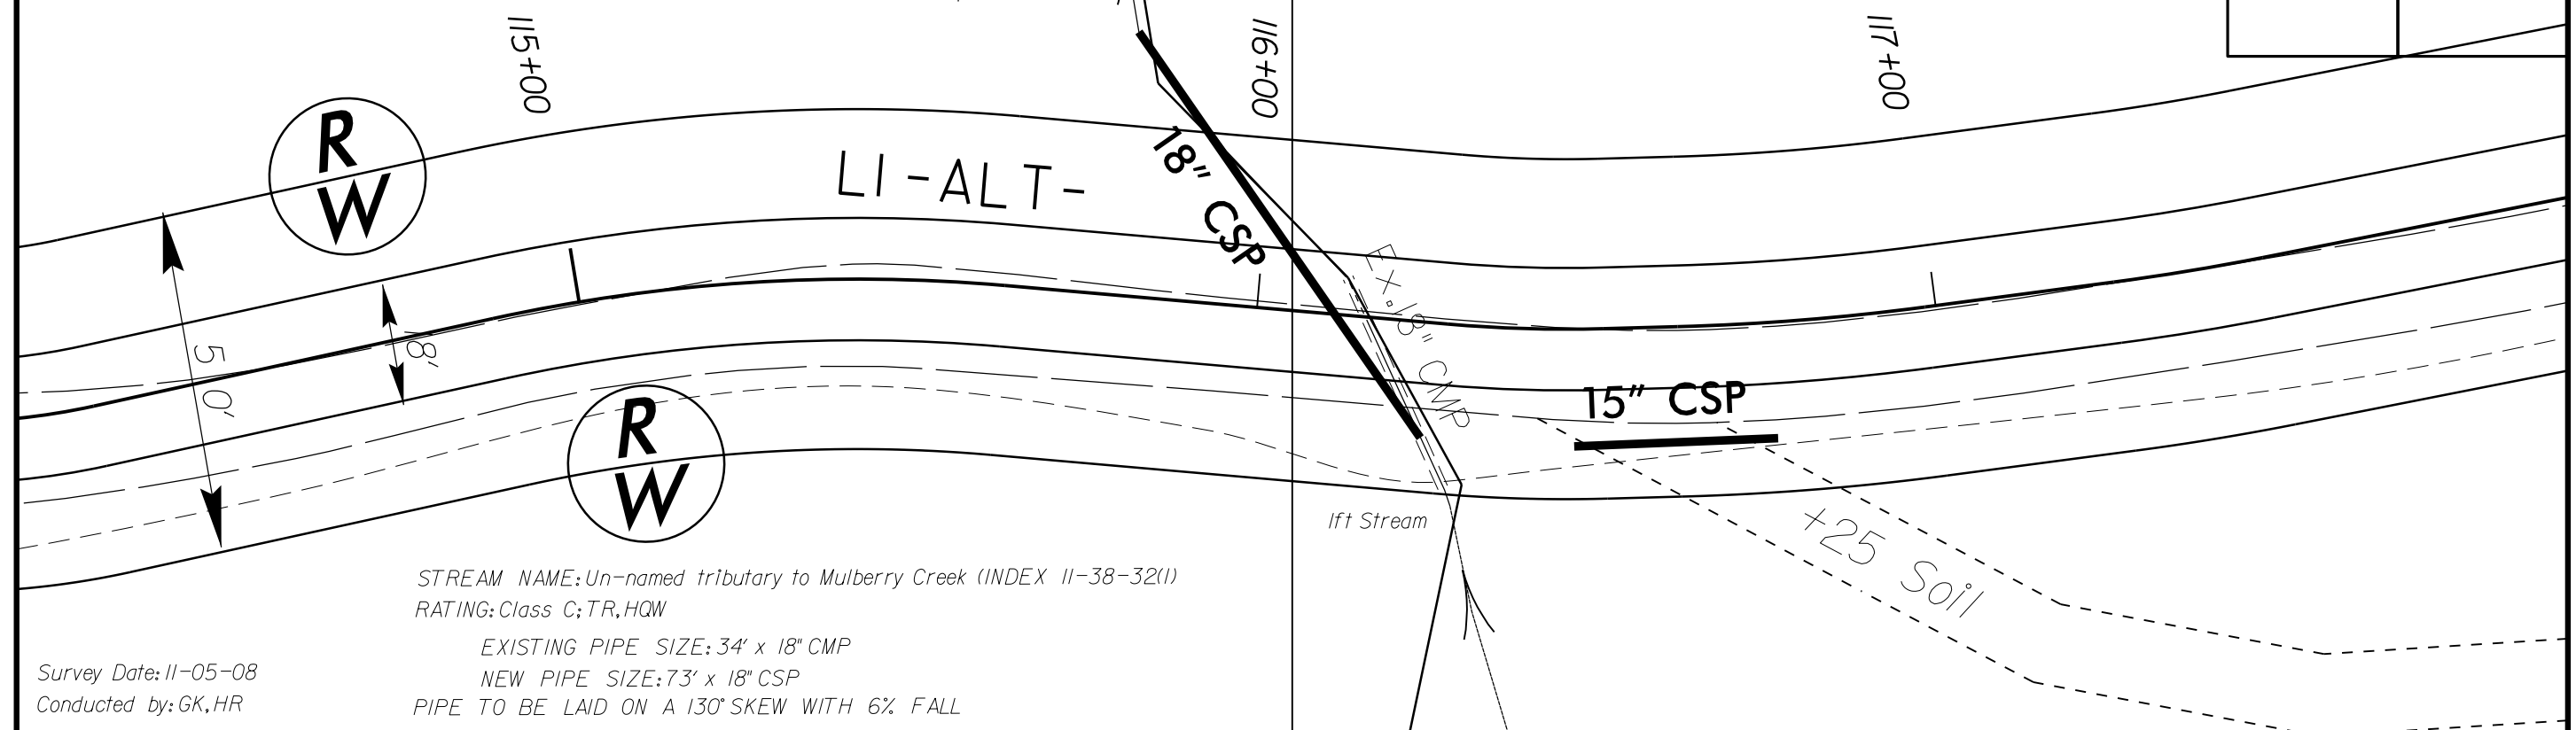 115+00
116+00
117+00
R
W
LI -ALT-
18" CSP
EX. 18" CMP
50'
18'
R
W
15" CSP
1ft Stream
+25 Soil
STREAM NAME: Un-named tributary to Mulberry Creek (INDEX 11-38-32(1)
RATING: Class C; TR, HQW
EXISTING PIPE SIZE: 34' x 18" CMP
NEW PIPE SIZE: 73' x 18" CSP
PIPE TO BE LAID ON A 130° SKEW WITH 6% FALL
Survey Date: 11-05-08
Conducted by: GK, HR